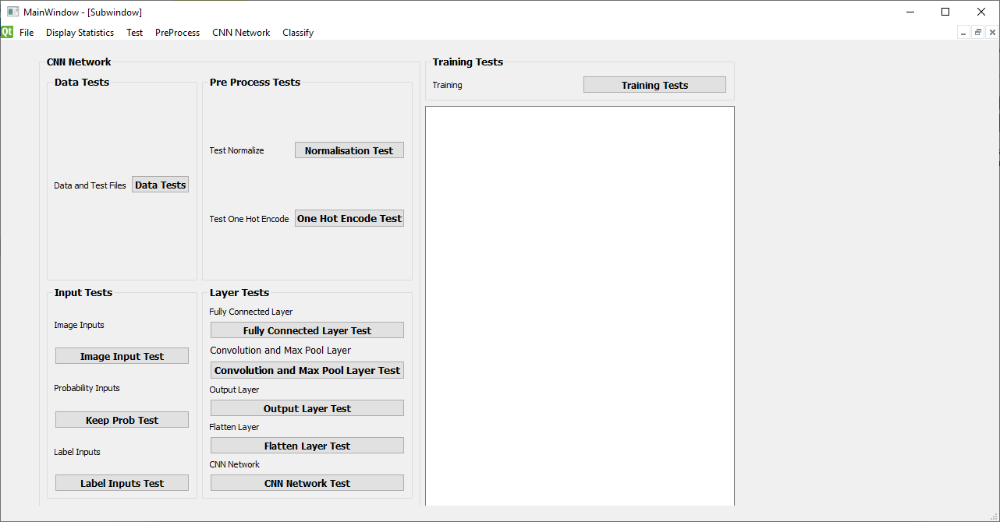 MainWindow - [Subwindow]
Qt File Display Statistics Test PreProcess CNN Network Classify
CNN Network
Data Tests
Data and Test Files Data Tests
Pre Process Tests
Test Normalize Normalisation Test
Test One Hot Encode One Hot Encode Test
Input Tests
Image Inputs
Image Input Test
Probability Inputs
Keep Prob Test
Label Inputs
Label Inputs Test
Layer Tests
Fully Connected Layer
Fully Connected Layer Test
Convolution and Max Pool Layer
Convolution and Max Pool Layer Test
Output Layer
Output Layer Test
Flatten Layer
Flatten Layer Test
CNN Network
CNN Network Test
Training Tests
Training Training Tests